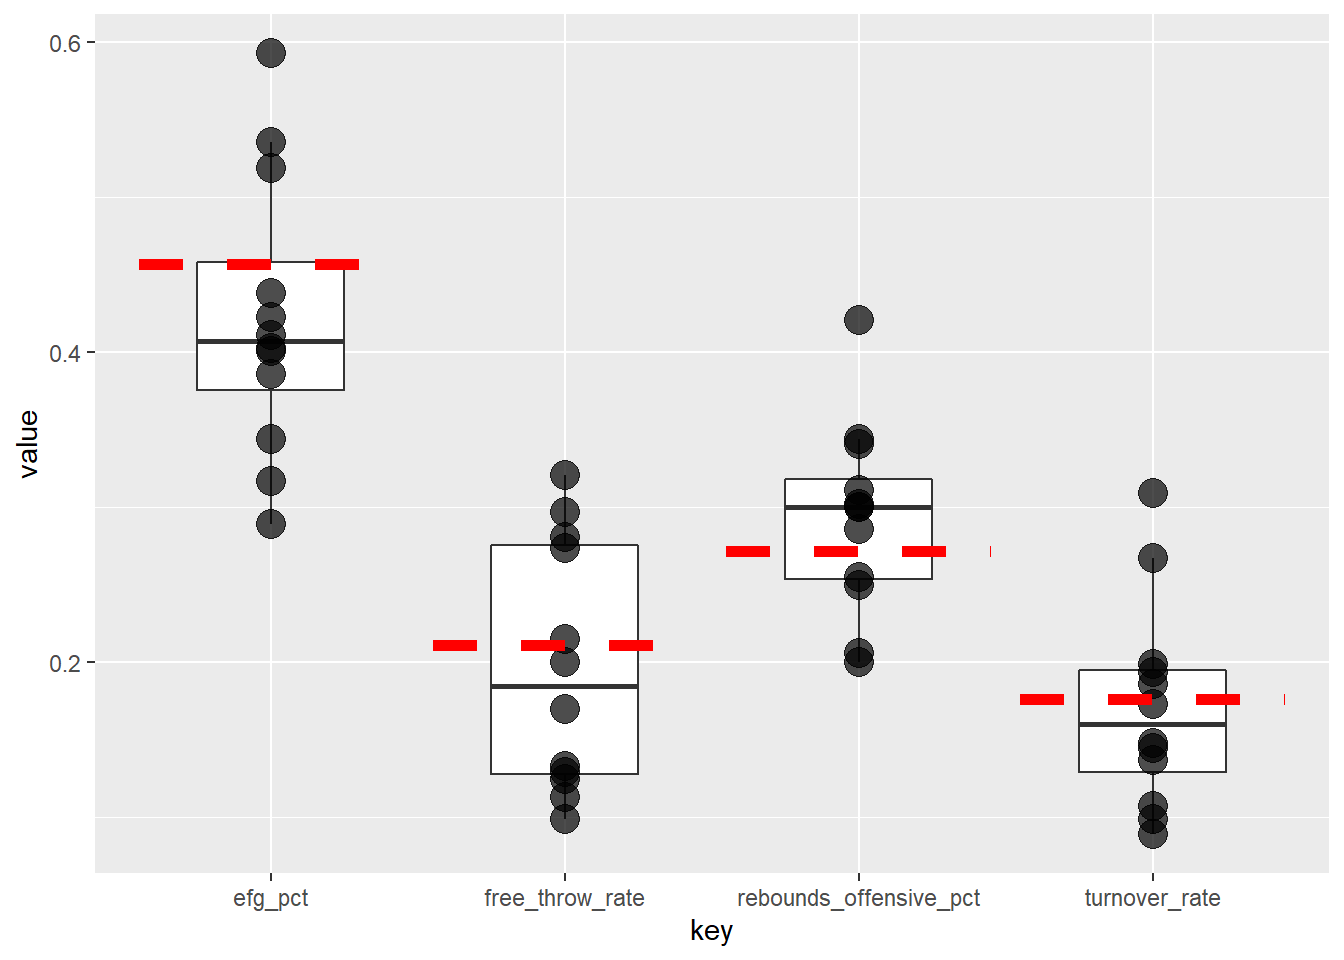 0.6
0.4
0.2
value
efg_pct
free_throw_rate
rebounds_offensive_pct
turnover_rate
key